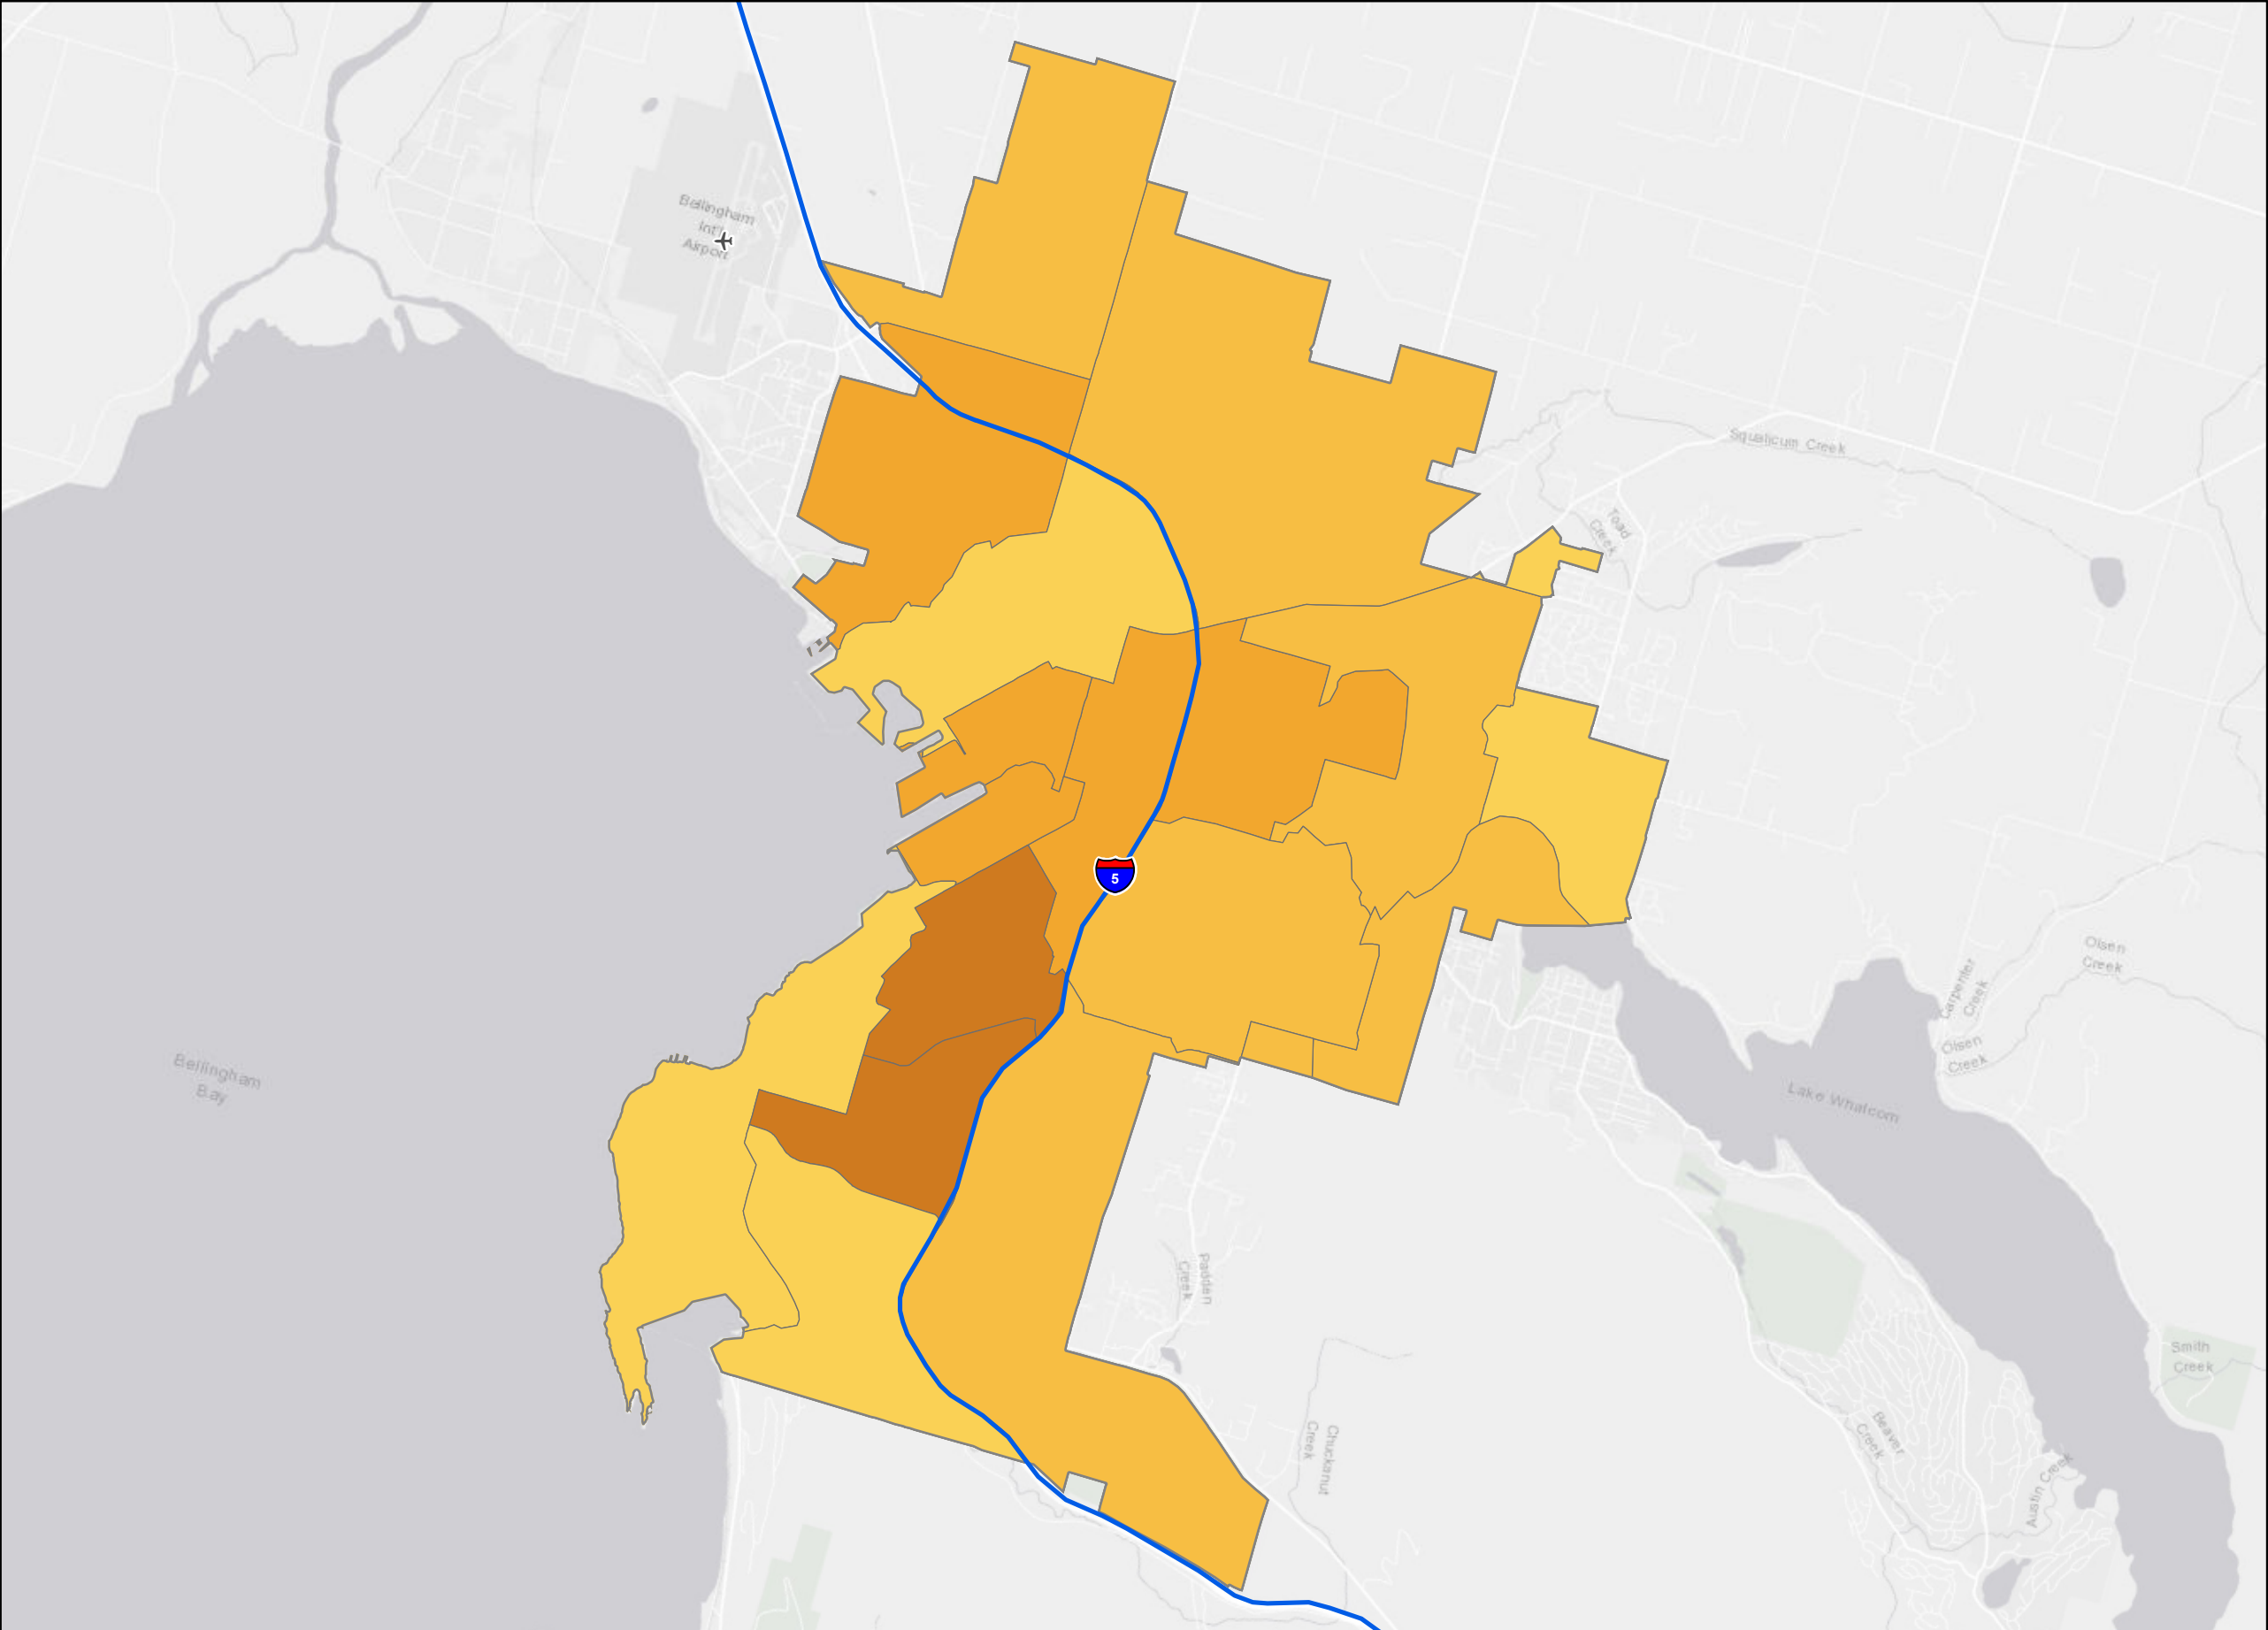 Bellingham
Int'l
Airport
Squalicum Creek
Toad
Creek
5
Olsen
Creek
Carpenter
Creek
Olsen
Creek
Bellingham
Bay
Lake Whatcom
Padden
Creek
Smith
Creek
Chuckanut
Creek
Beaver
Creek
Austin Creek